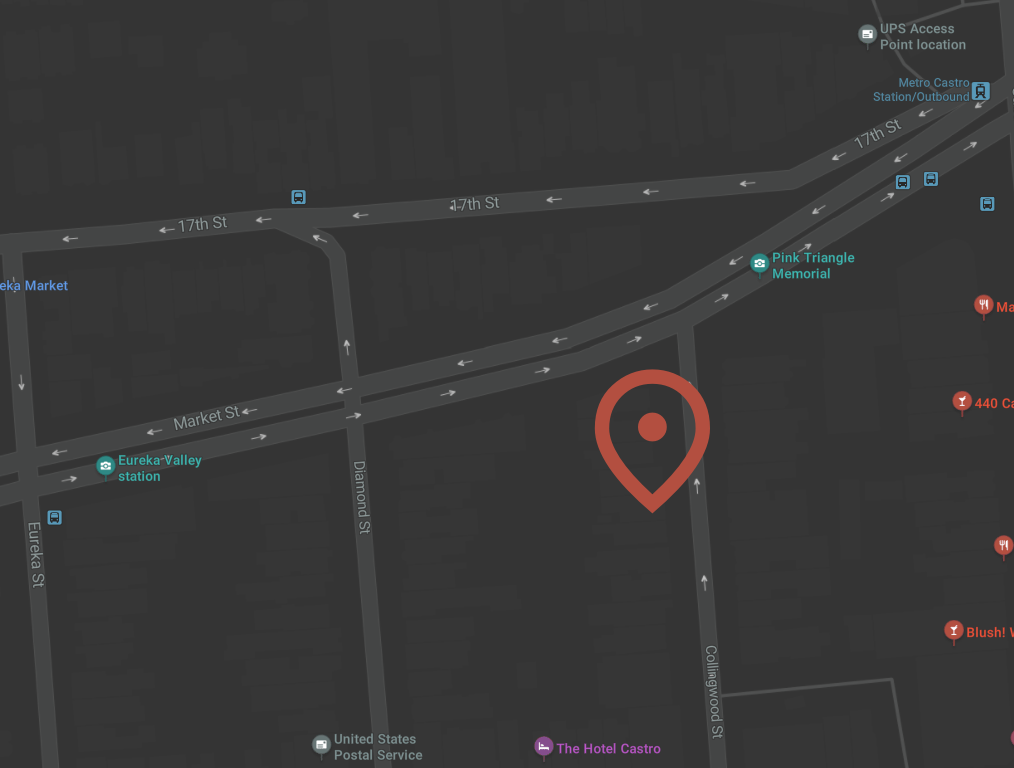 UPS Access
Point location
Metro Castro
Station/Outbound
17th St
17th St
17th St
Pink Triangle
Memorial
eka Market
Ma
440 Ca
Market St
Eureka Valley
station
Diamond St
Eureka St
Blush! W
Collingwood St
United States
Postal Service
The Hotel Castro